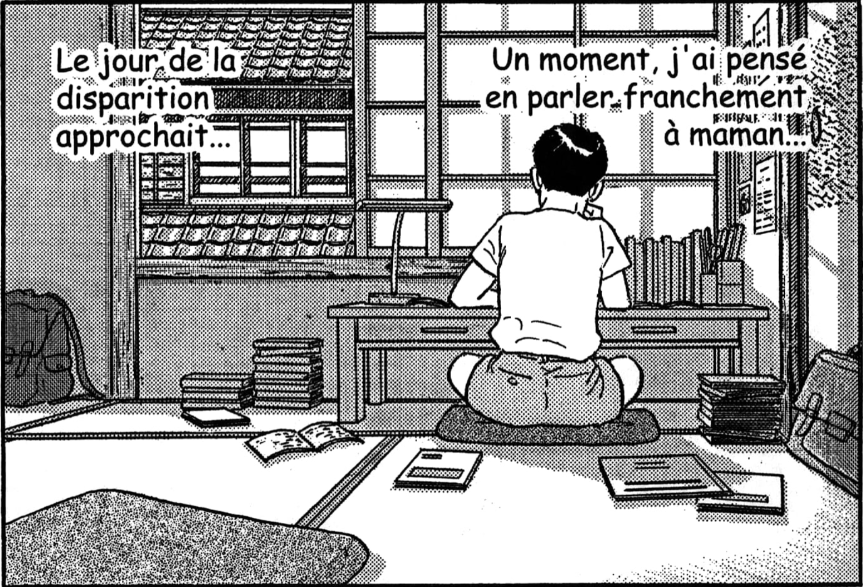 Le jour de la
disparition
approchait...
Un moment, j'ai pensé
en parler franchement
à maman...